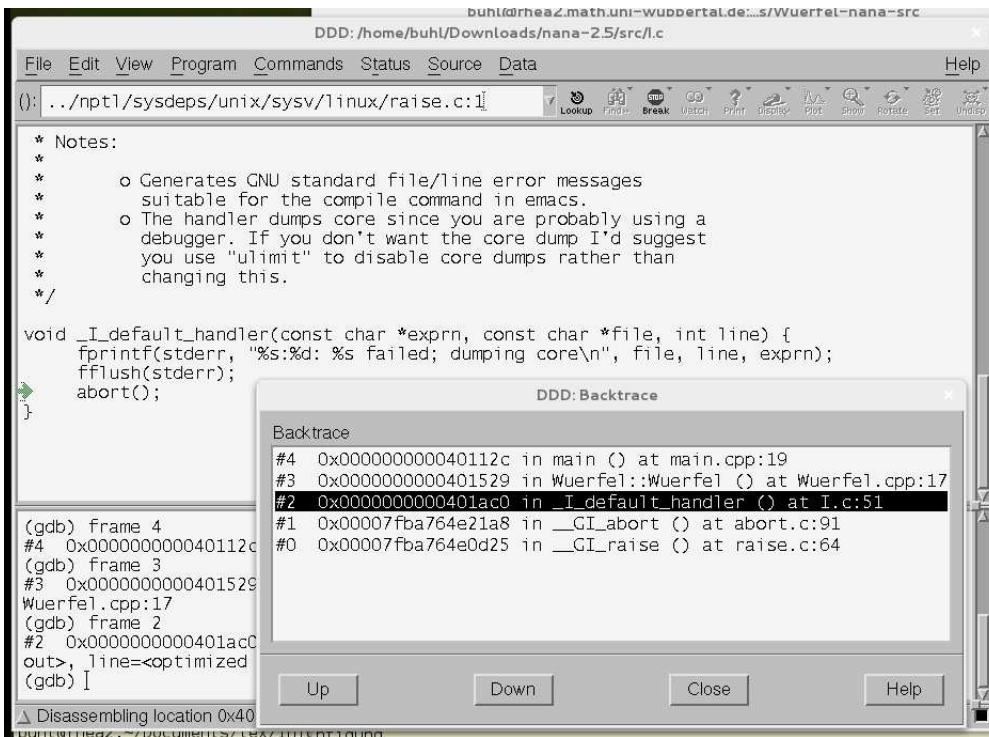 buhl@rhea2.math.uni-wuppertal.de:...s/Wuerfel-nana-src
DDD: /home/buhl/Downloads/nana-2.5/src/I.c
File Edit View Program Commands Status Source Data Help
(): ../nptl/sysdeps/unix/sysv/linux/raise.c:1
Lookup Find>> Break Watch Print Display Plot Show Rotate Set Undisp
* Notes:
*
* o Generates GNU standard file/line error messages
* suitable for the compile command in emacs.
* o The handler dumps core since you are probably using a
* debugger. If you don't want the core dump I'd suggest
* you use "ulimit" to disable core dumps rather than
* changing this.
*/
void _I_default_handler(const char *exprn, const char *file, int line) {
fprintf(stderr, "%s:%d: %s failed; dumping core\n", file, line, exprn);
fflush(stderr);
abort();
}
DDD: Backtrace
Backtrace
#4 0x000000000040112c in main () at main.cpp:19
#3 0x0000000000401529 in Wuerfel::Wuerfel () at Wuerfel.cpp:17
#2 0x0000000000401ac0 in _I_default_handler () at I.c:51
#1 0x00007fba764e21a8 in __GI_abort () at abort.c:91
#0 0x00007fba764e0d25 in __GI_raise () at raise.c:64
Up Down Close Help
(gdb) frame 4
#4 0x000000000040112c
(gdb) frame 3
#3 0x0000000000401529
Wuerfel.cpp:17
(gdb) frame 2
#2 0x0000000000401ac0
out>, line=<optimized
(gdb)
Disassembling location 0x40